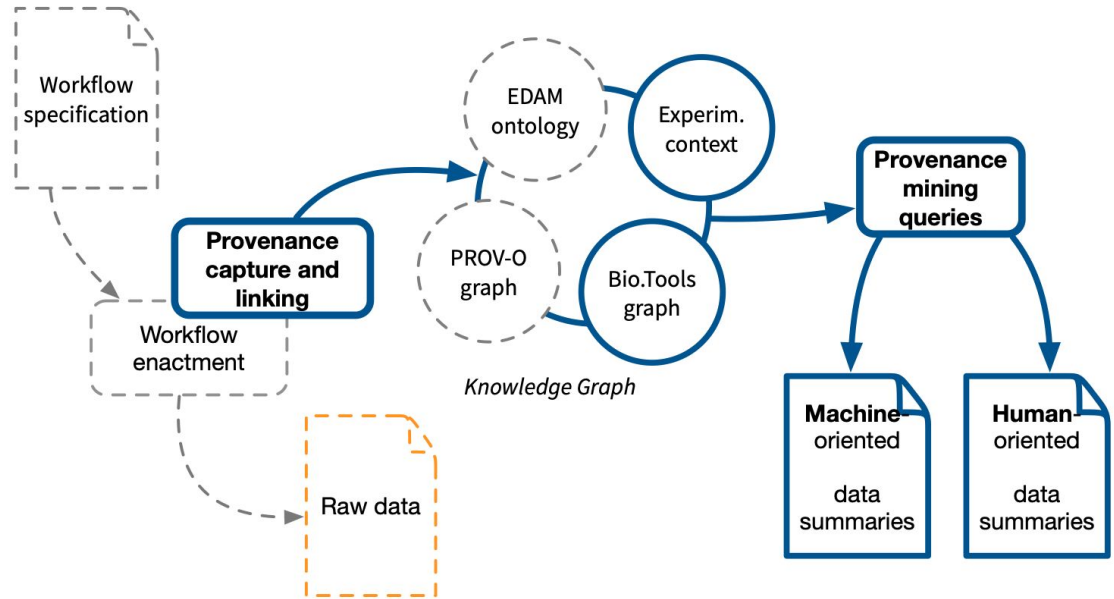 Workflow
specification
Provenance
capture and
linking
Workflow
enactment
Raw data
EDAM
ontology
Experim.
context
PROV-O
graph
Bio.Tools
graph
Knowledge Graph
Provenance
mining
queries
Machine-
oriented
data
summaries
Human-
oriented
data
summaries